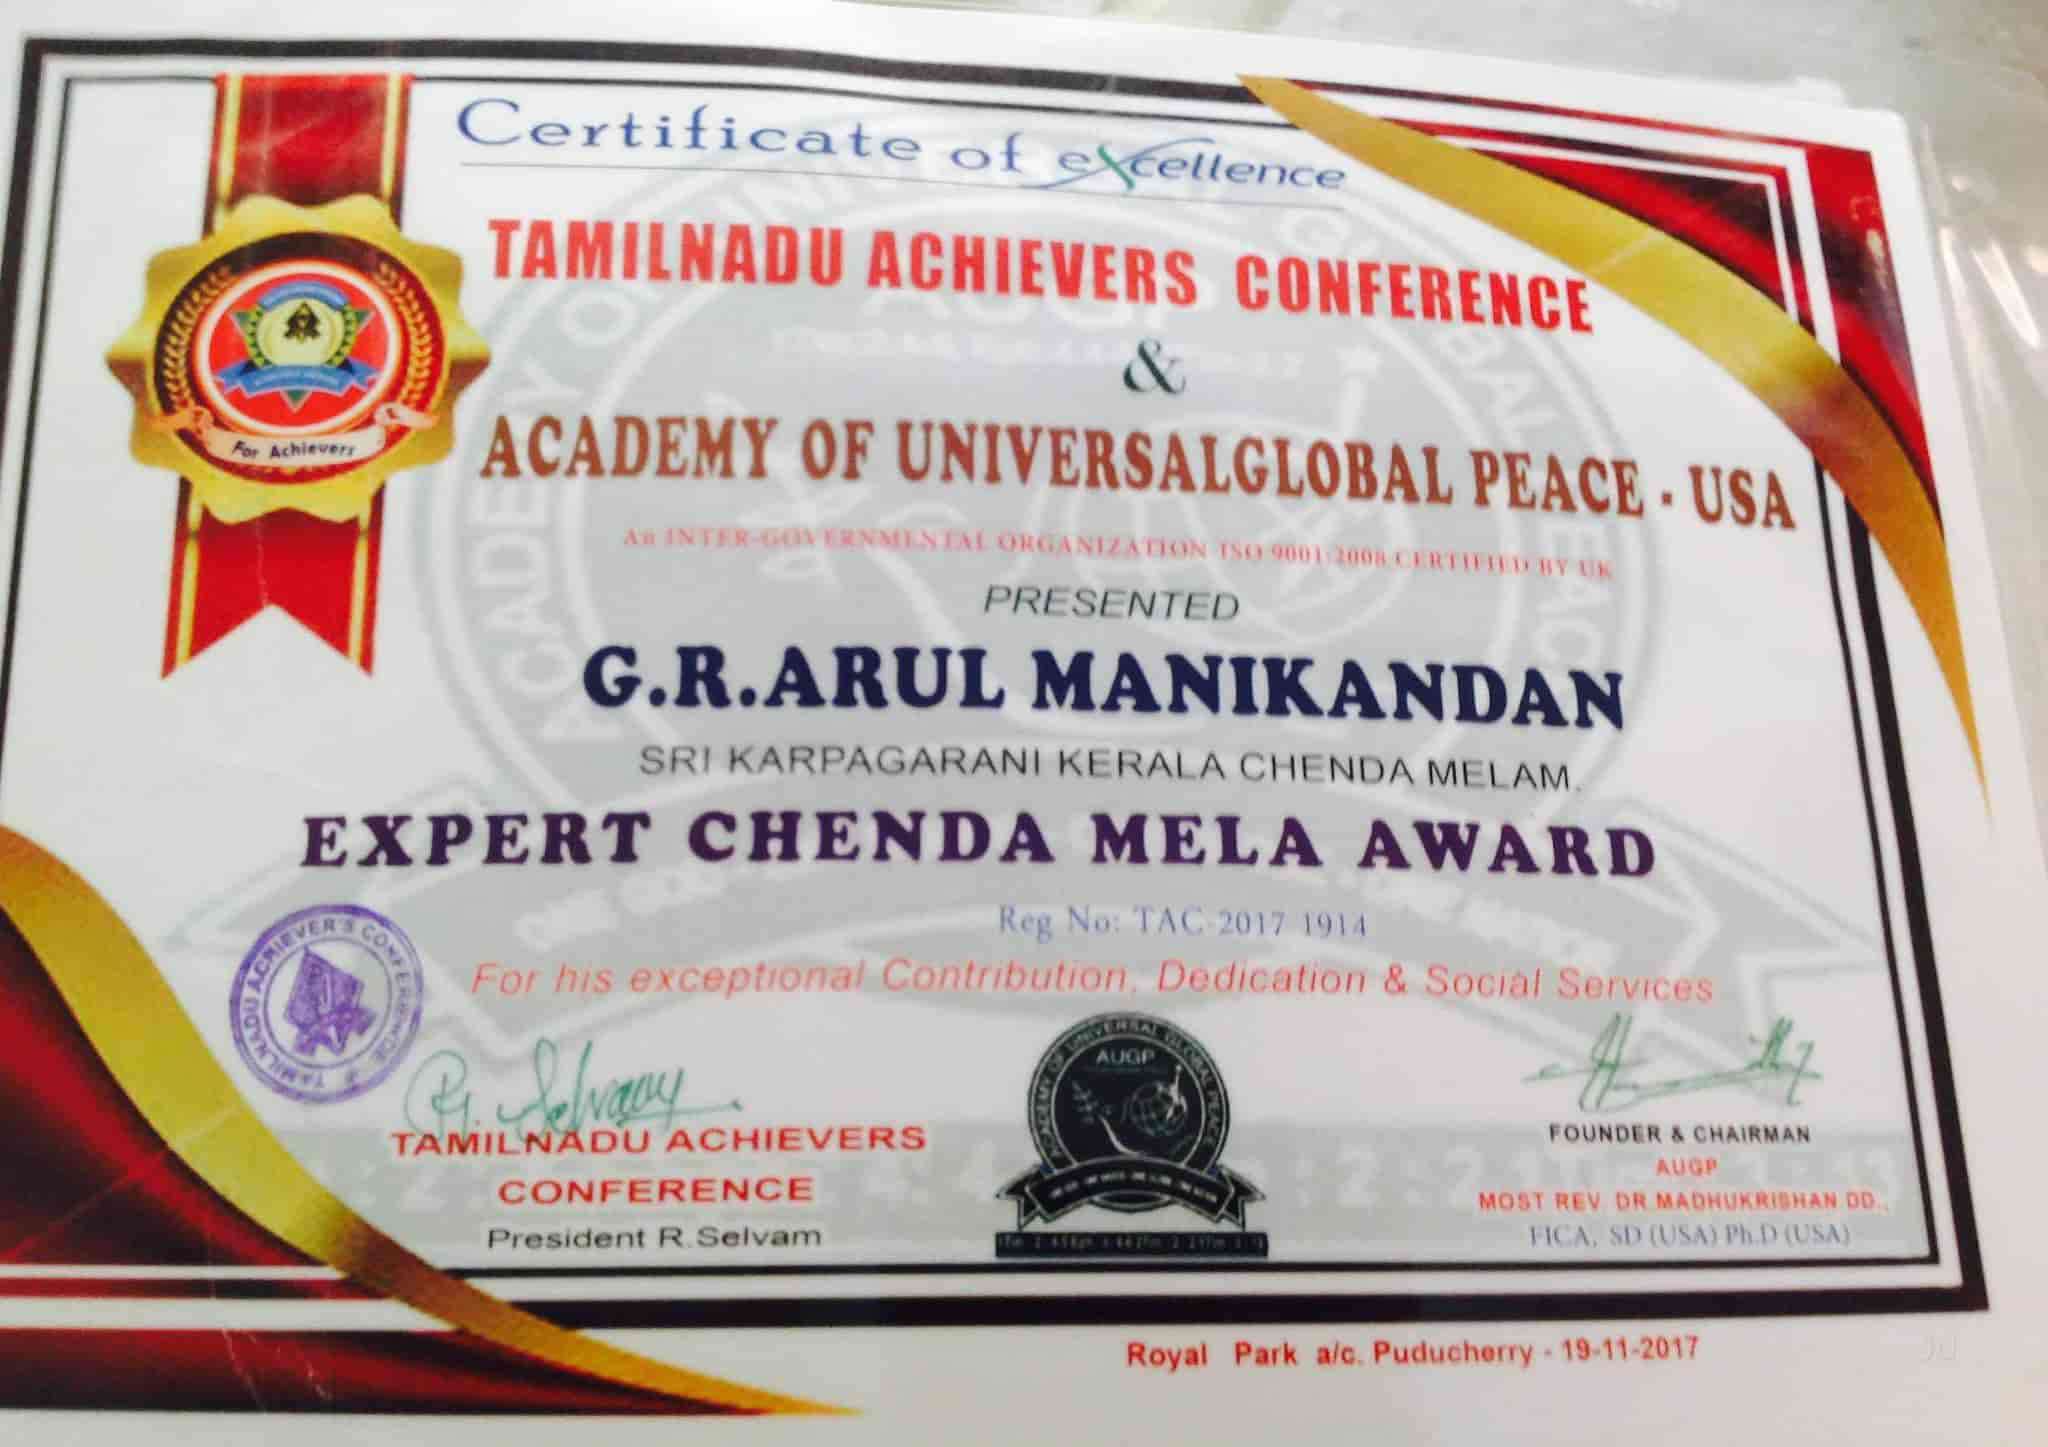 Certificate of eXcellence
TAMILNADU ACHIEVERS CONFERENCE
&
ACADEMY OF UNIVERSALGLOBAL PEACE - USA
An INTER-GOVERNMENTAL ORGANIZATION ISO 9001:2008 CERTIFIED BY UK
For Achievers
PRESENTED
G.R.ARUL MANIKANDAN
SRI KARPAGARANI KERALA CHENDA MELAM.
EXPERT CHENDA MELA AWARD
Reg No: TAC-2017 1914
For his exceptional Contribution, Dedication & Social Services
TAMILNADU ACHIEVER'S CONFERENCE
R. Selvam
TAMILNADU ACHIEVERS
CONFERENCE
President R.Selvam
ACADEMY OF UNIVERSAL GLOBAL PEACE
AUGP
FOUNDER & CHAIRMAN
AUGP
MOST REV. DR.MADHUKRISHAN DD.,
FICA, SD (USA) Ph.D (USA)
Royal Park a/c. Puducherry - 19-11-2017